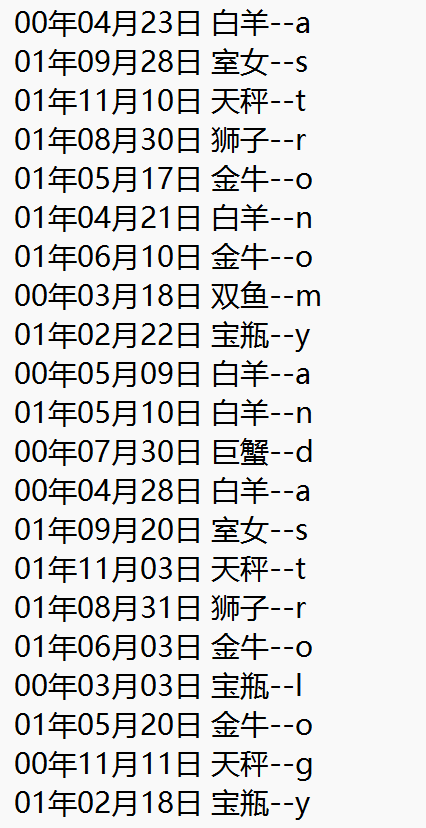 00年04月23日 白羊--a
01年09月28日 室女--s
01年11月10日 天秤--t
01年08月30日 狮子--r
01年05月17日 金牛--o
01年04月21日 白羊--n
01年06月10日 金牛--o
00年03月18日 双鱼--m
01年02月22日 宝瓶--y
00年05月09日 白羊--a
01年05月10日 白羊--n
00年07月30日 巨蟹--d
00年04月28日 白羊--a
01年09月20日 室女--s
01年11月03日 天秤--t
01年08月31日 狮子--r
01年06月03日 金牛--o
00年03月03日 宝瓶--l
01年05月20日 金牛--o
00年11月11日 天秤--g
01年02月18日 宝瓶--y